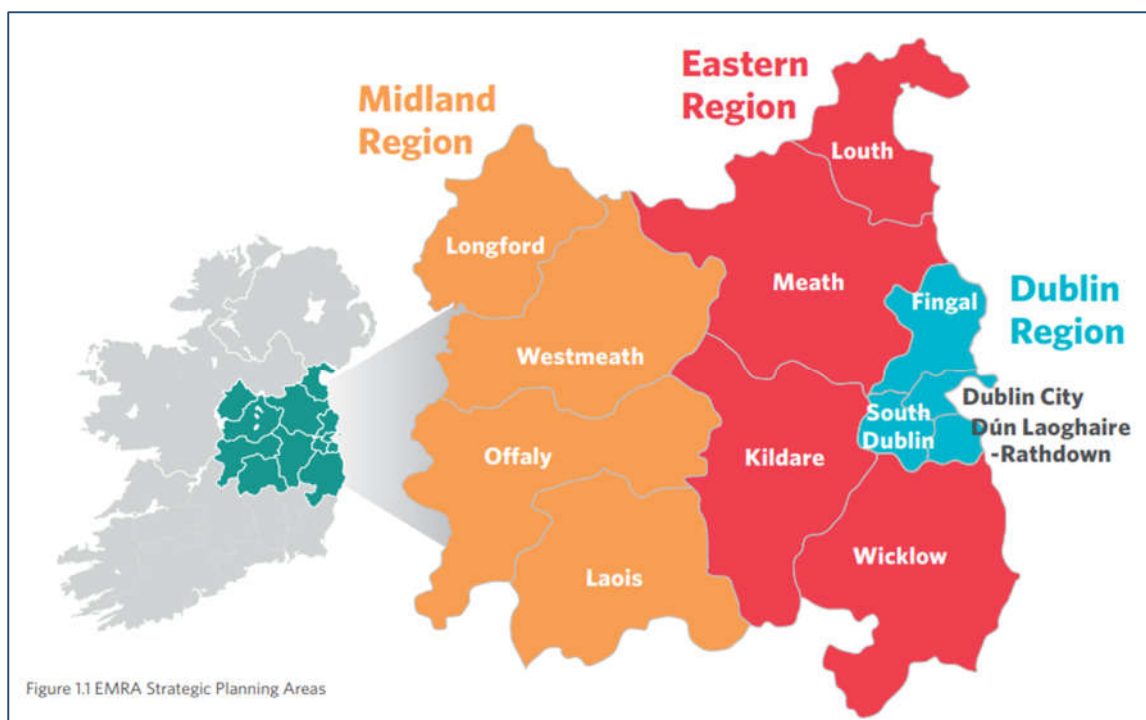 Midland
Region
Eastern
Region
Louth
Longford
Meath
Fingal
Dublin
Region
Westmeath
Dublin City
South
Dublin
Dún Laoghaire
-Rathdown
Offaly
Kildare
Wicklow
Laois
Figure 1.1 EMRA Strategic Planning Areas